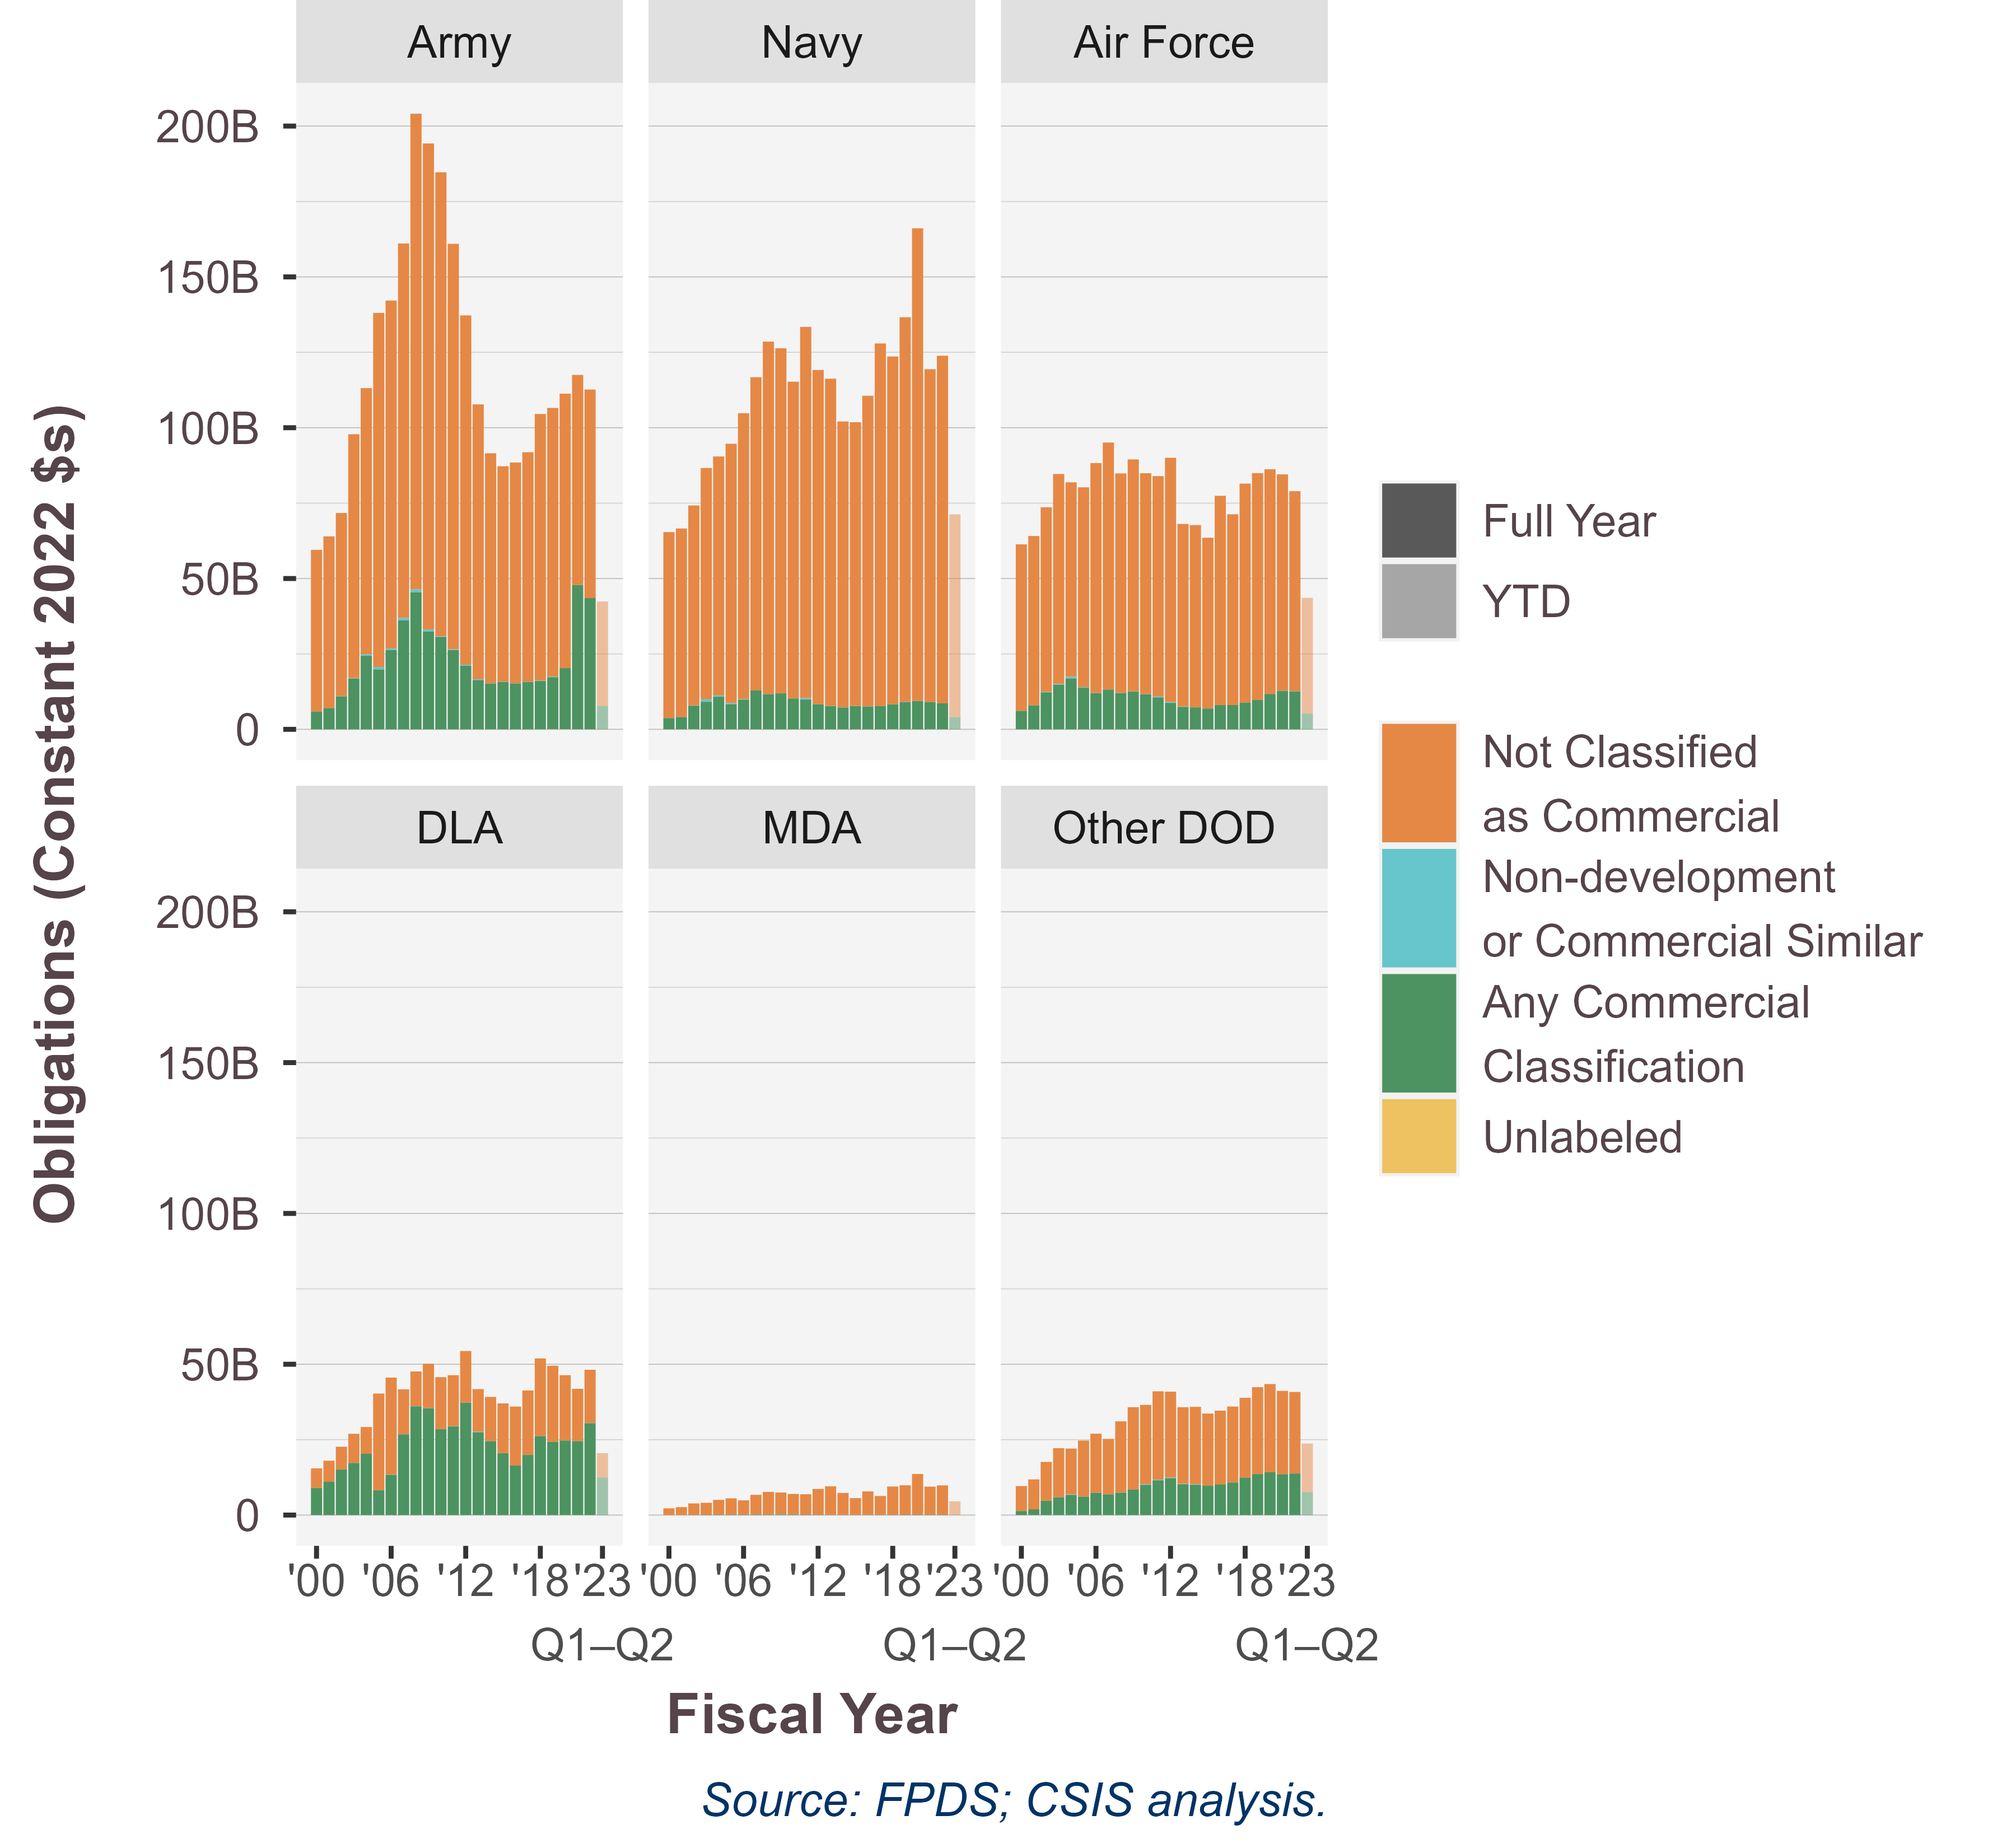 Army
Navy
Air Force
200B
150B
100B
50B
0
DLA
MDA
Other DOD
200B
150B
100B
50B
0
'00 '06 '12 '18 '23
Q1–Q2
'00 '06 '12 '18 '23
Q1–Q2
'00 '06 '12 '18 '23
Q1–Q2
Obligations (Constant 2022 $s)
Fiscal Year
Full Year
YTD
Not Classified
as Commercial
Non-development
or Commercial Similar
Any Commercial
Classification
Unlabeled
Source: FPDS; CSIS analysis.